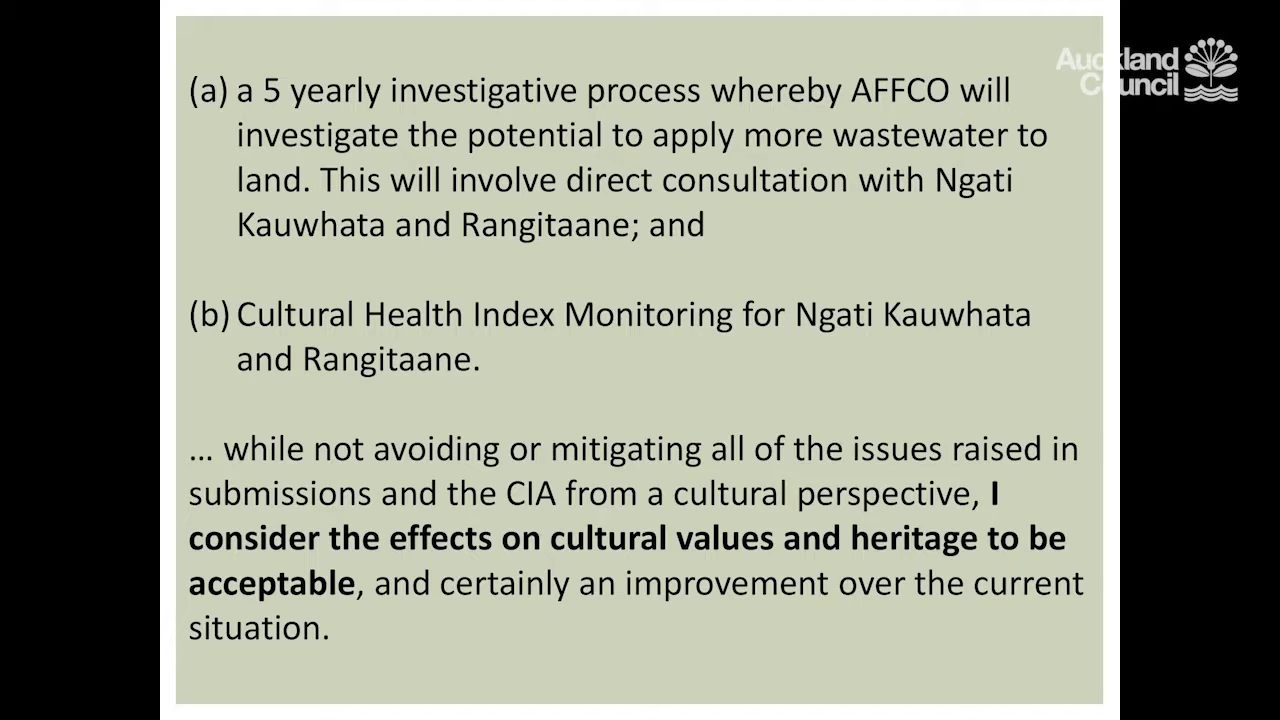 Auckland
Council
(a) a 5 yearly investigative process whereby AFFCO will
investigate the potential to apply more wastewater to
land. This will involve direct consultation with Ngati
Kauwhata and Rangitaane; and
(b) Cultural Health Index Monitoring for Ngati Kauwhata
and Rangitaane.
... while not avoiding or mitigating all of the issues raised in
submissions and the CIA from a cultural perspective, I
consider the effects on cultural values and heritage to be
acceptable, and certainly an improvement over the current
situation.